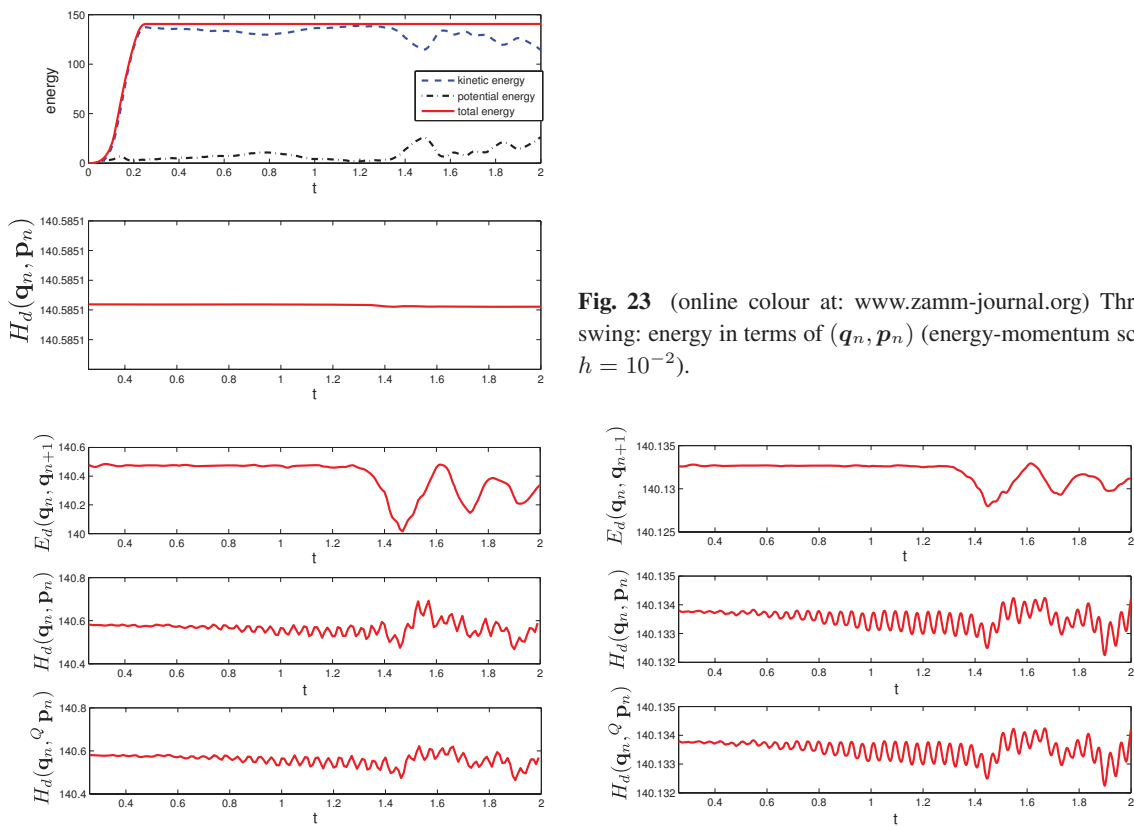 150
100
50
0
energy
kinetic energy
potential energy
total energy
0 0.2 0.4 0.6 0.8 1 1.2 1.4 1.6 1.8 2
t
140.5851
140.5851
140.5851
140.5851
140.5851
H_d(q_n, p_n)
0.4 0.6 0.8 1 1.2 1.4 1.6 1.8 2
t
Fig. 23 (online colour at: www.zamm-journal.org)
swing: energy in terms of (q_n, p_n) (energy-momentum
h = 10^{-2}).
140.6
140.4
140.2
140
E_d(q_n, q_{n+1})
0.4 0.6 0.8 1 1.2 1.4 1.6 1.8 2
t
140.8
140.6
140.4
H_d(q_n, p_n)
0.4 0.6 0.8 1 1.2 1.4 1.6 1.8 2
t
140.8
140.6
140.4
H_d(q_n, ^Q p_n)
0.4 0.6 0.8 1 1.2 1.4 1.6 1.8 2
t
140.135
140.13
140.125
E_d(q_n, q_{n+1})
0.4 0.6 0.8 1 1.2 1.4 1.6 1.8 2
t
140.135
140.134
140.133
140.132
H_d(q_n, p_n)
0.4 0.6 0.8 1 1.2 1.4 1.6 1.8 2
t
140.135
140.134
140.133
140.132
H_d(q_n, ^Q p_n)
0.4 0.6 0.8 1 1.2 1.4 1.6 1.8 2
t